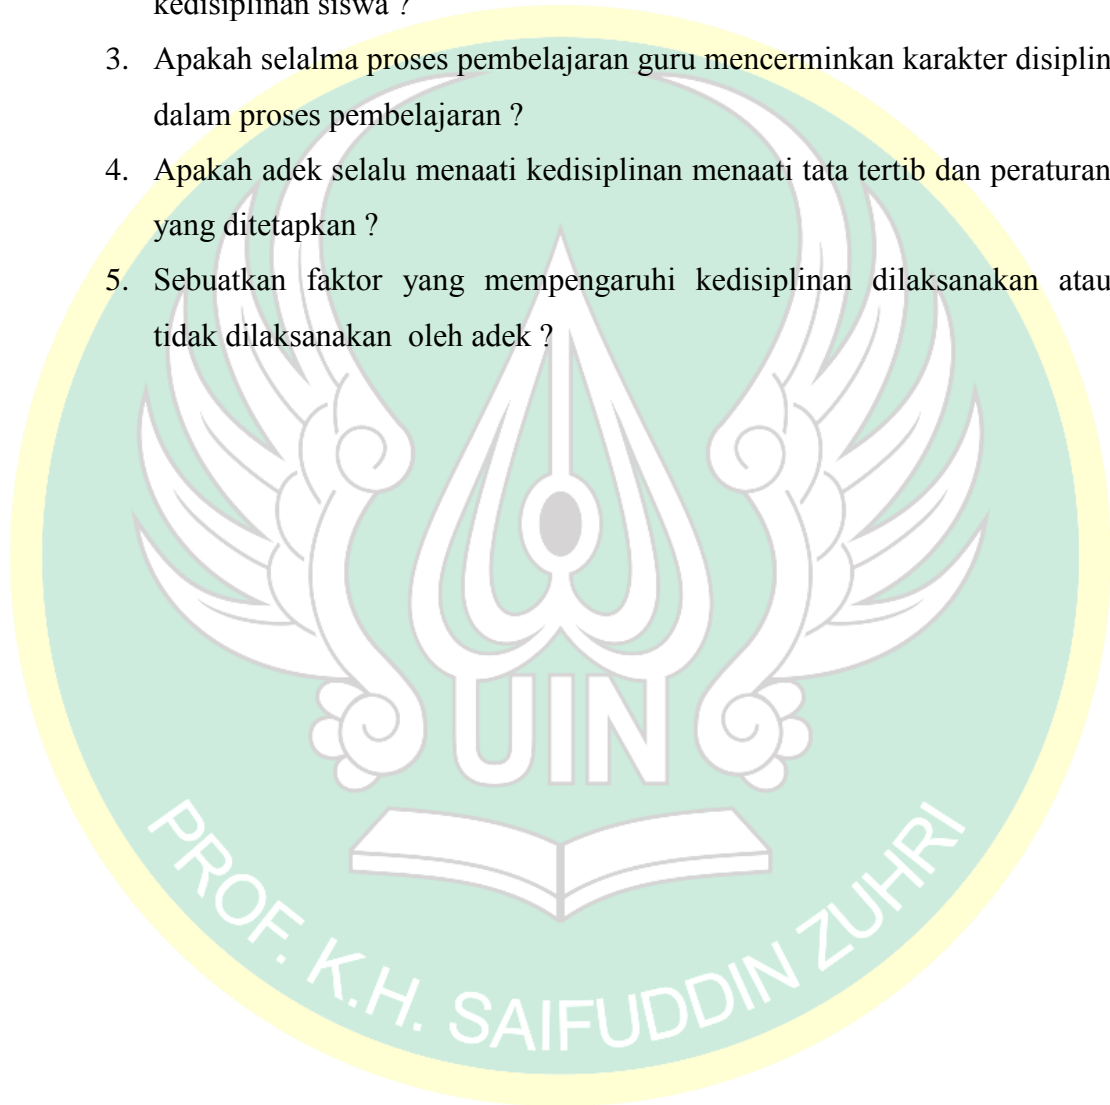 kedisiplinan siswa ?
3. Apakah selalma proses pembelajaran guru mencerminkan karakter disiplin
dalam proses pembelajaran ?
4. Apakah adek selalu menaati kedisiplinan menaati tata tertib dan peraturan
yang ditetapkan ?
5. Sebuatkan faktor yang mempengaruhi kedisiplinan dilaksanakan atau
tidak dilaksanakan oleh adek ?
UIN
PROF. K.H. SAIFUDDIN ZUHRI